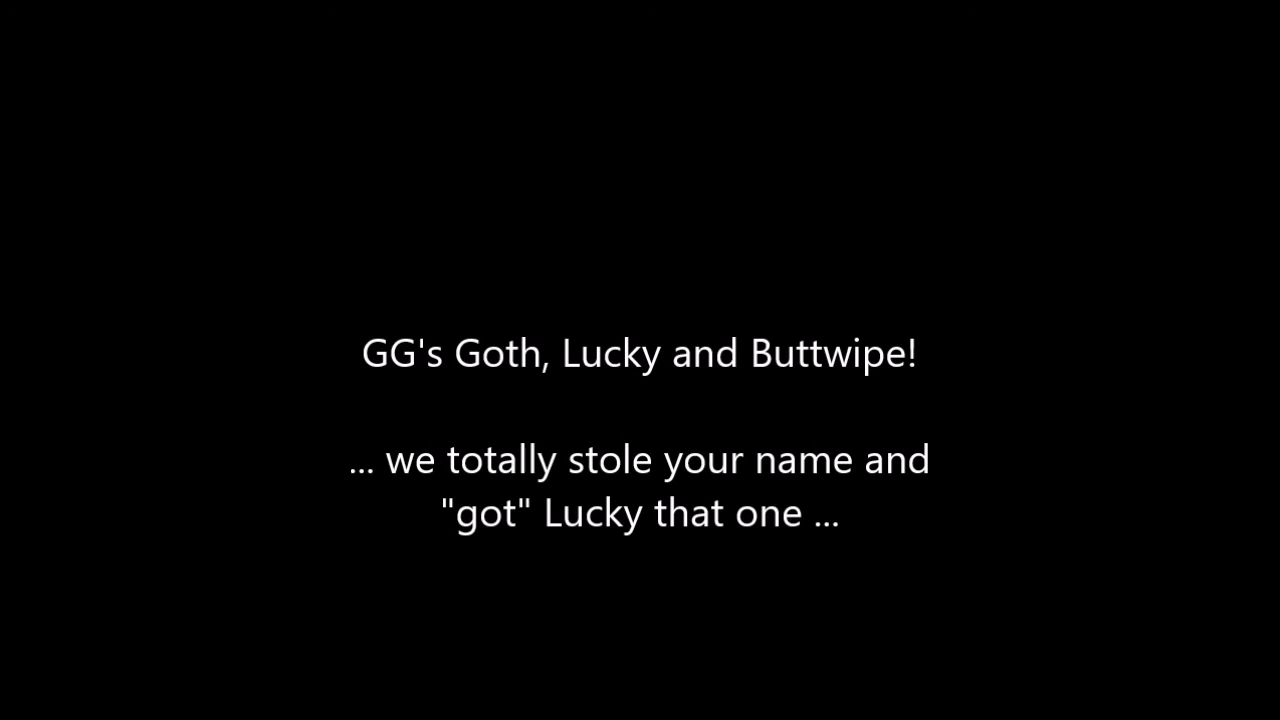 GG's Goth, Lucky and Buttwipe!
... we totally stole your name and
"got" Lucky that one ...